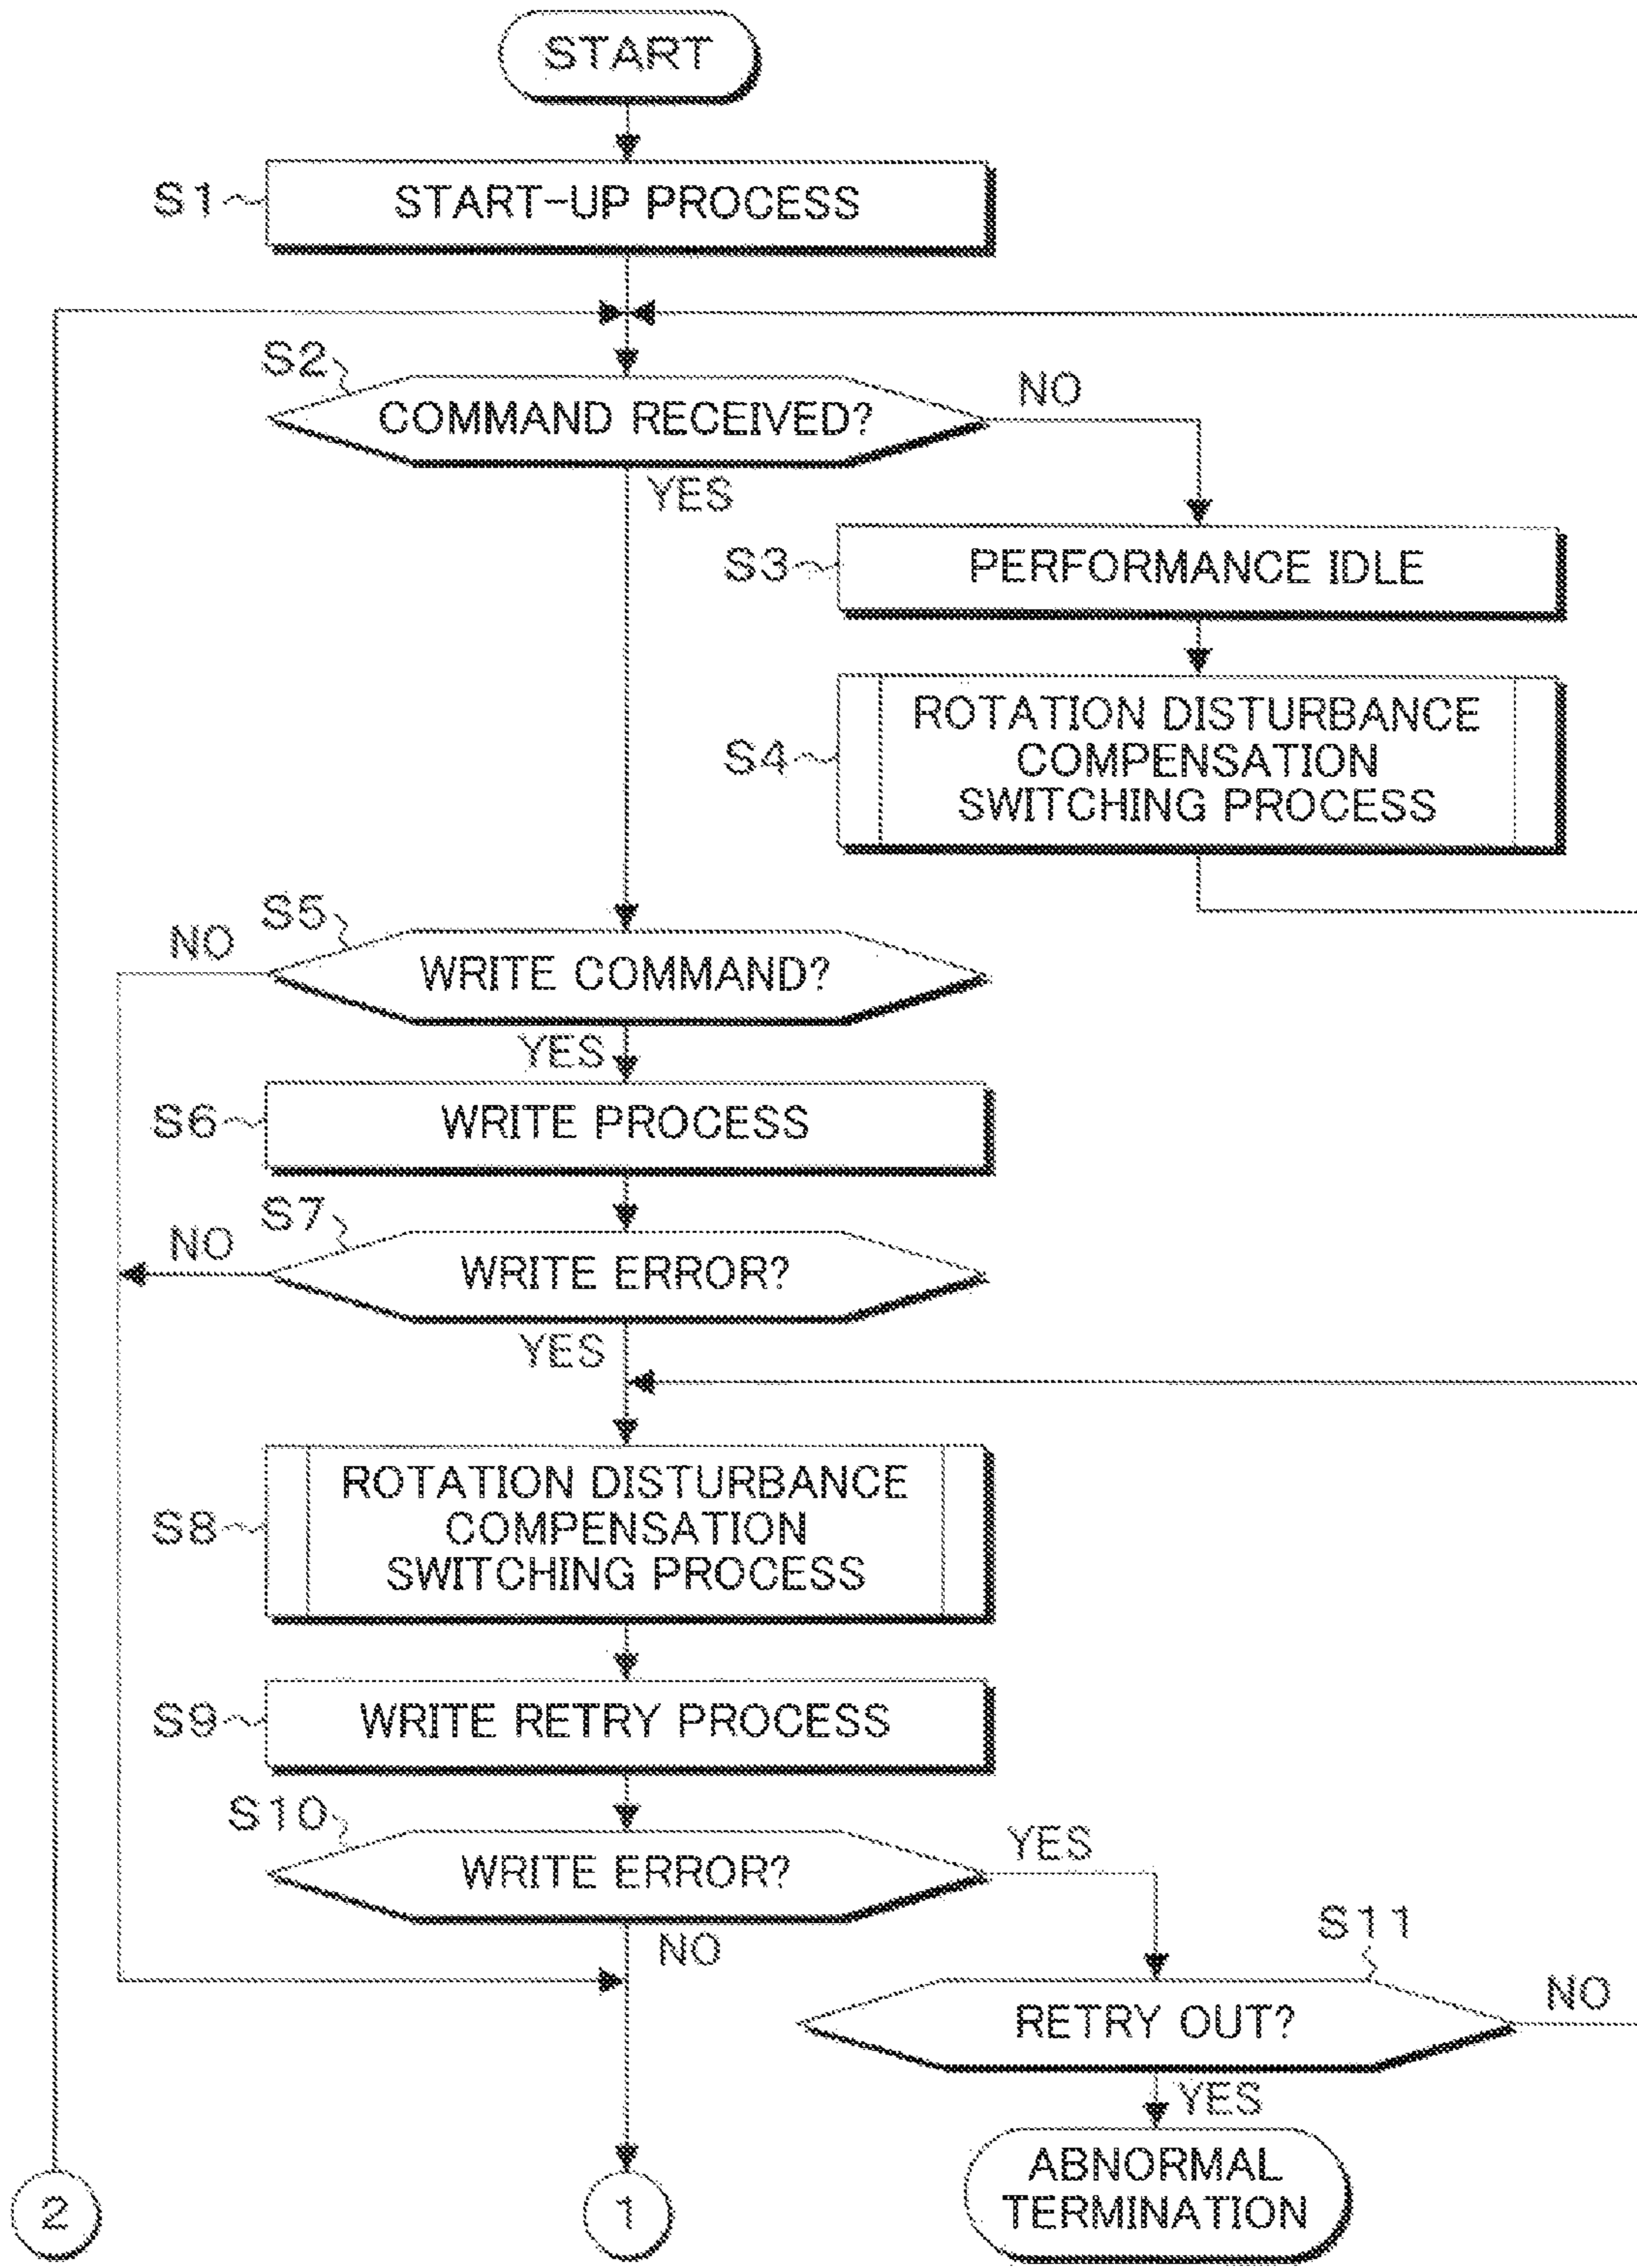 START
S1
START-UP PROCESS
S2
COMMAND RECEIVED?
NO
YES
S3
PERFORMANCE IDLE
S4
ROTATION DISTURBANCE
COMPENSATION
SWITCHING PROCESS
S5
NO
WRITE COMMAND?
YES
S6
WRITE PROCESS
S7
NO
WRITE ERROR?
YES
S8
ROTATION DISTURBANCE
COMPENSATION
SWITCHING PROCESS
S9
WRITE RETRY PROCESS
S10
WRITE ERROR?
YES
NO
S11
RETRY OUT?
NO
YES
ABNORMAL
TERMINATION
2
1